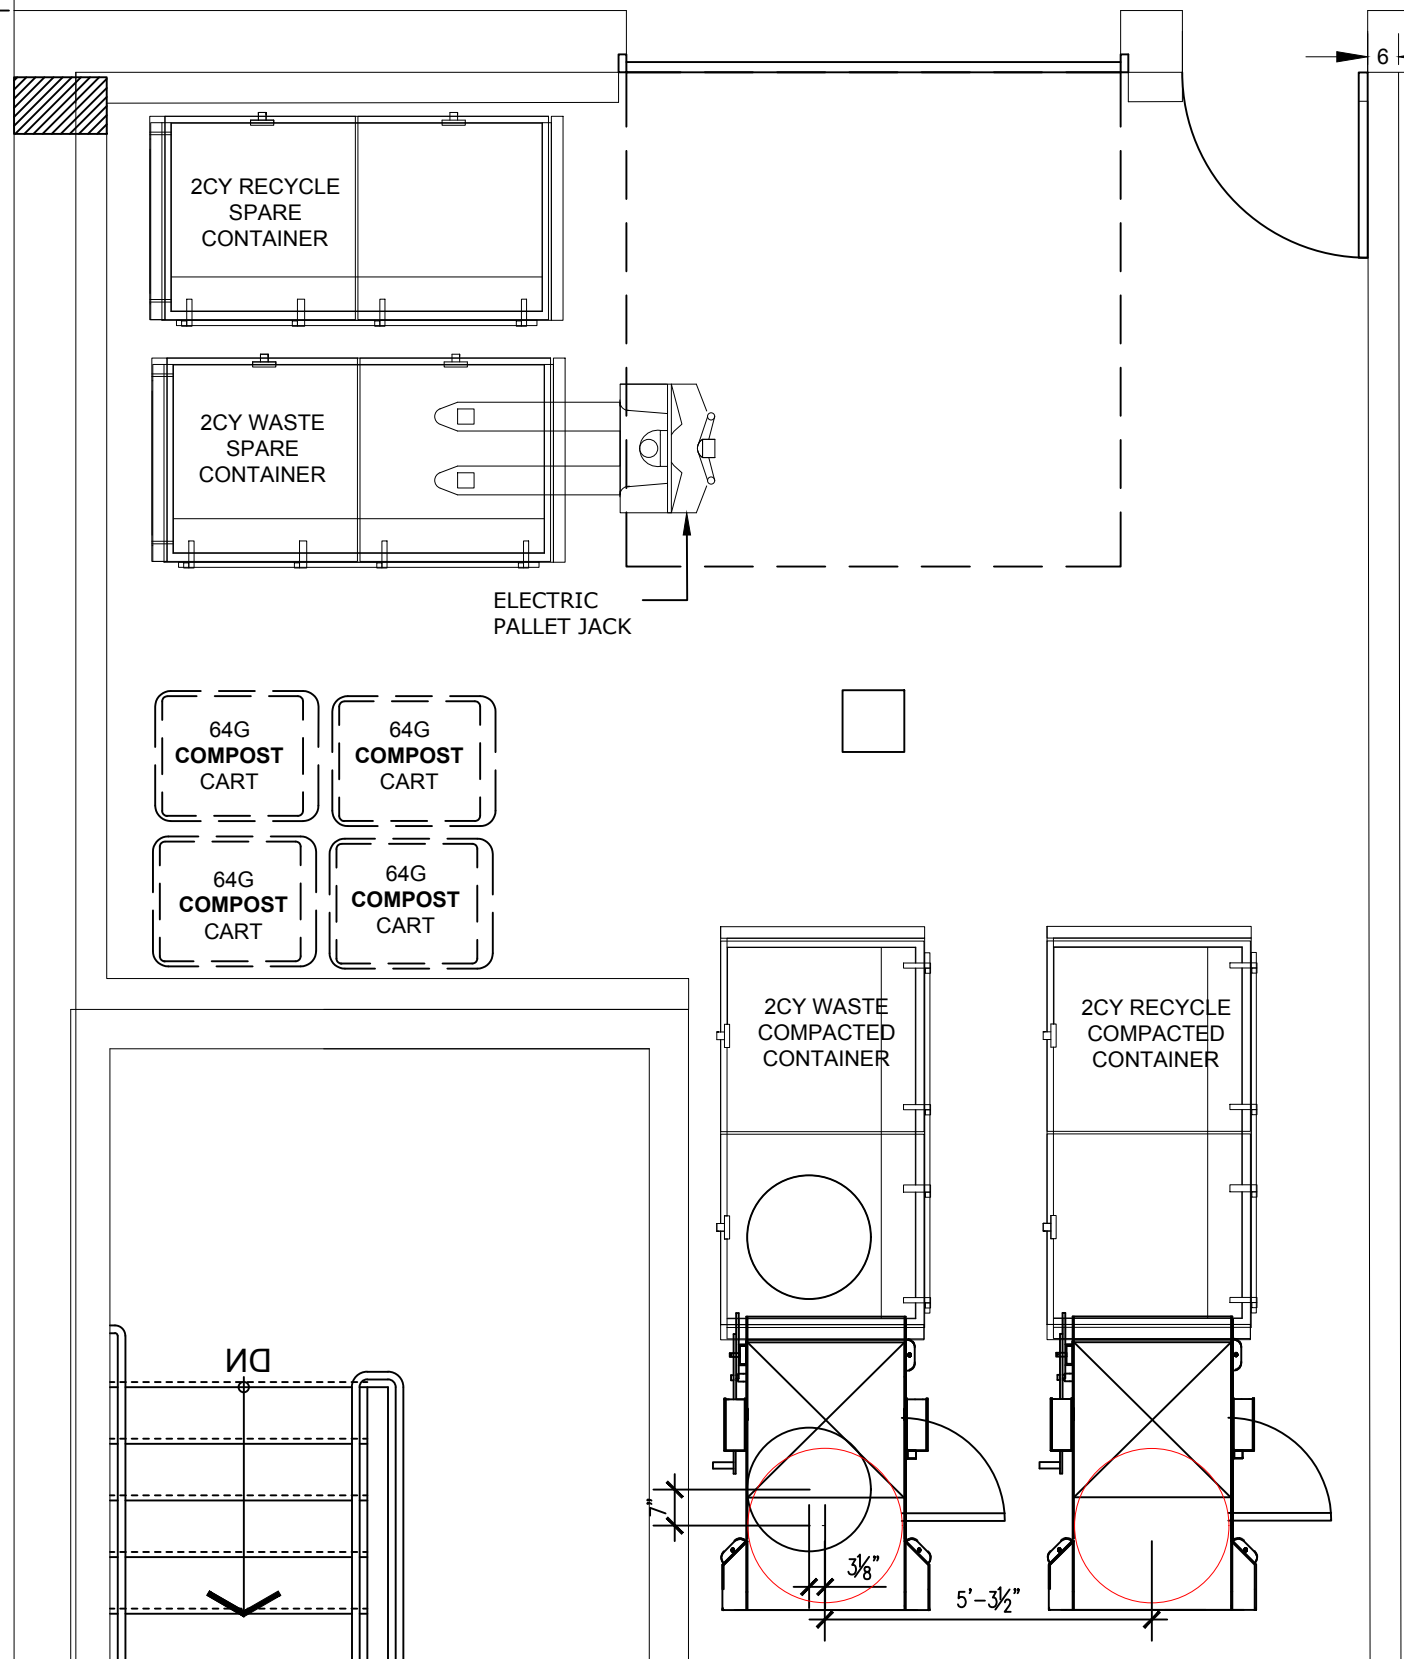 6
2CY RECYCLE
SPARE
CONTAINER
2CY WASTE
SPARE
CONTAINER
ELECTRIC
PALLET JACK
64G
COMPOST
CART
64G
COMPOST
CART
64G
COMPOST
CART
64G
COMPOST
CART
2CY WASTE
COMPACTED
CONTAINER
2CY RECYCLE
COMPACTED
CONTAINER
DN
7"
3⅛"
5'-3½"